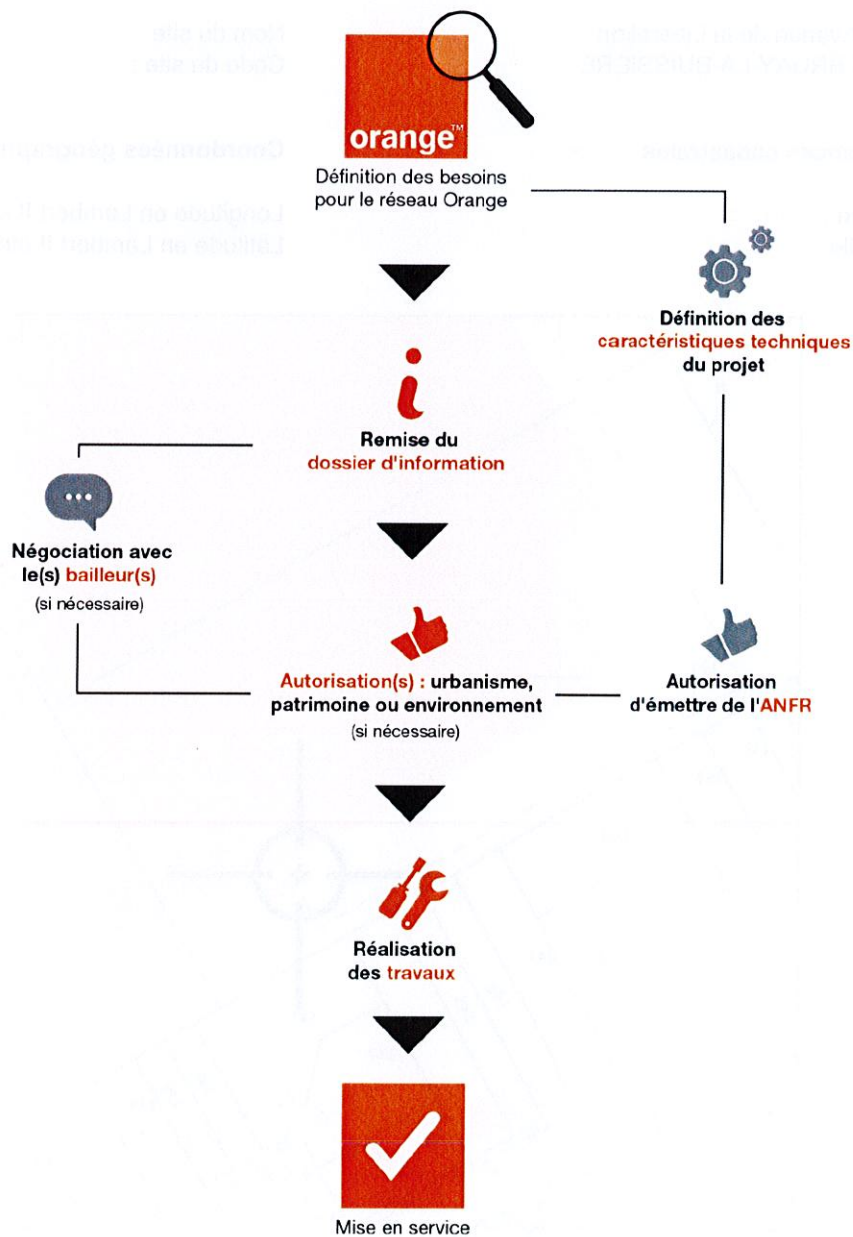 orange™
Définition des besoins
pour le réseau Orange
Définition des
caractéristiques techniques
du projet
Remise du
dossier d'information
Négociation avec
le(s) bailleur(s)
(si nécessaire)
Autorisation(s) : urbanisme,
patrimoine ou environnement
(si nécessaire)
Autorisation
d'émettre de l'ANFR
Réalisation
des travaux
Mise en service